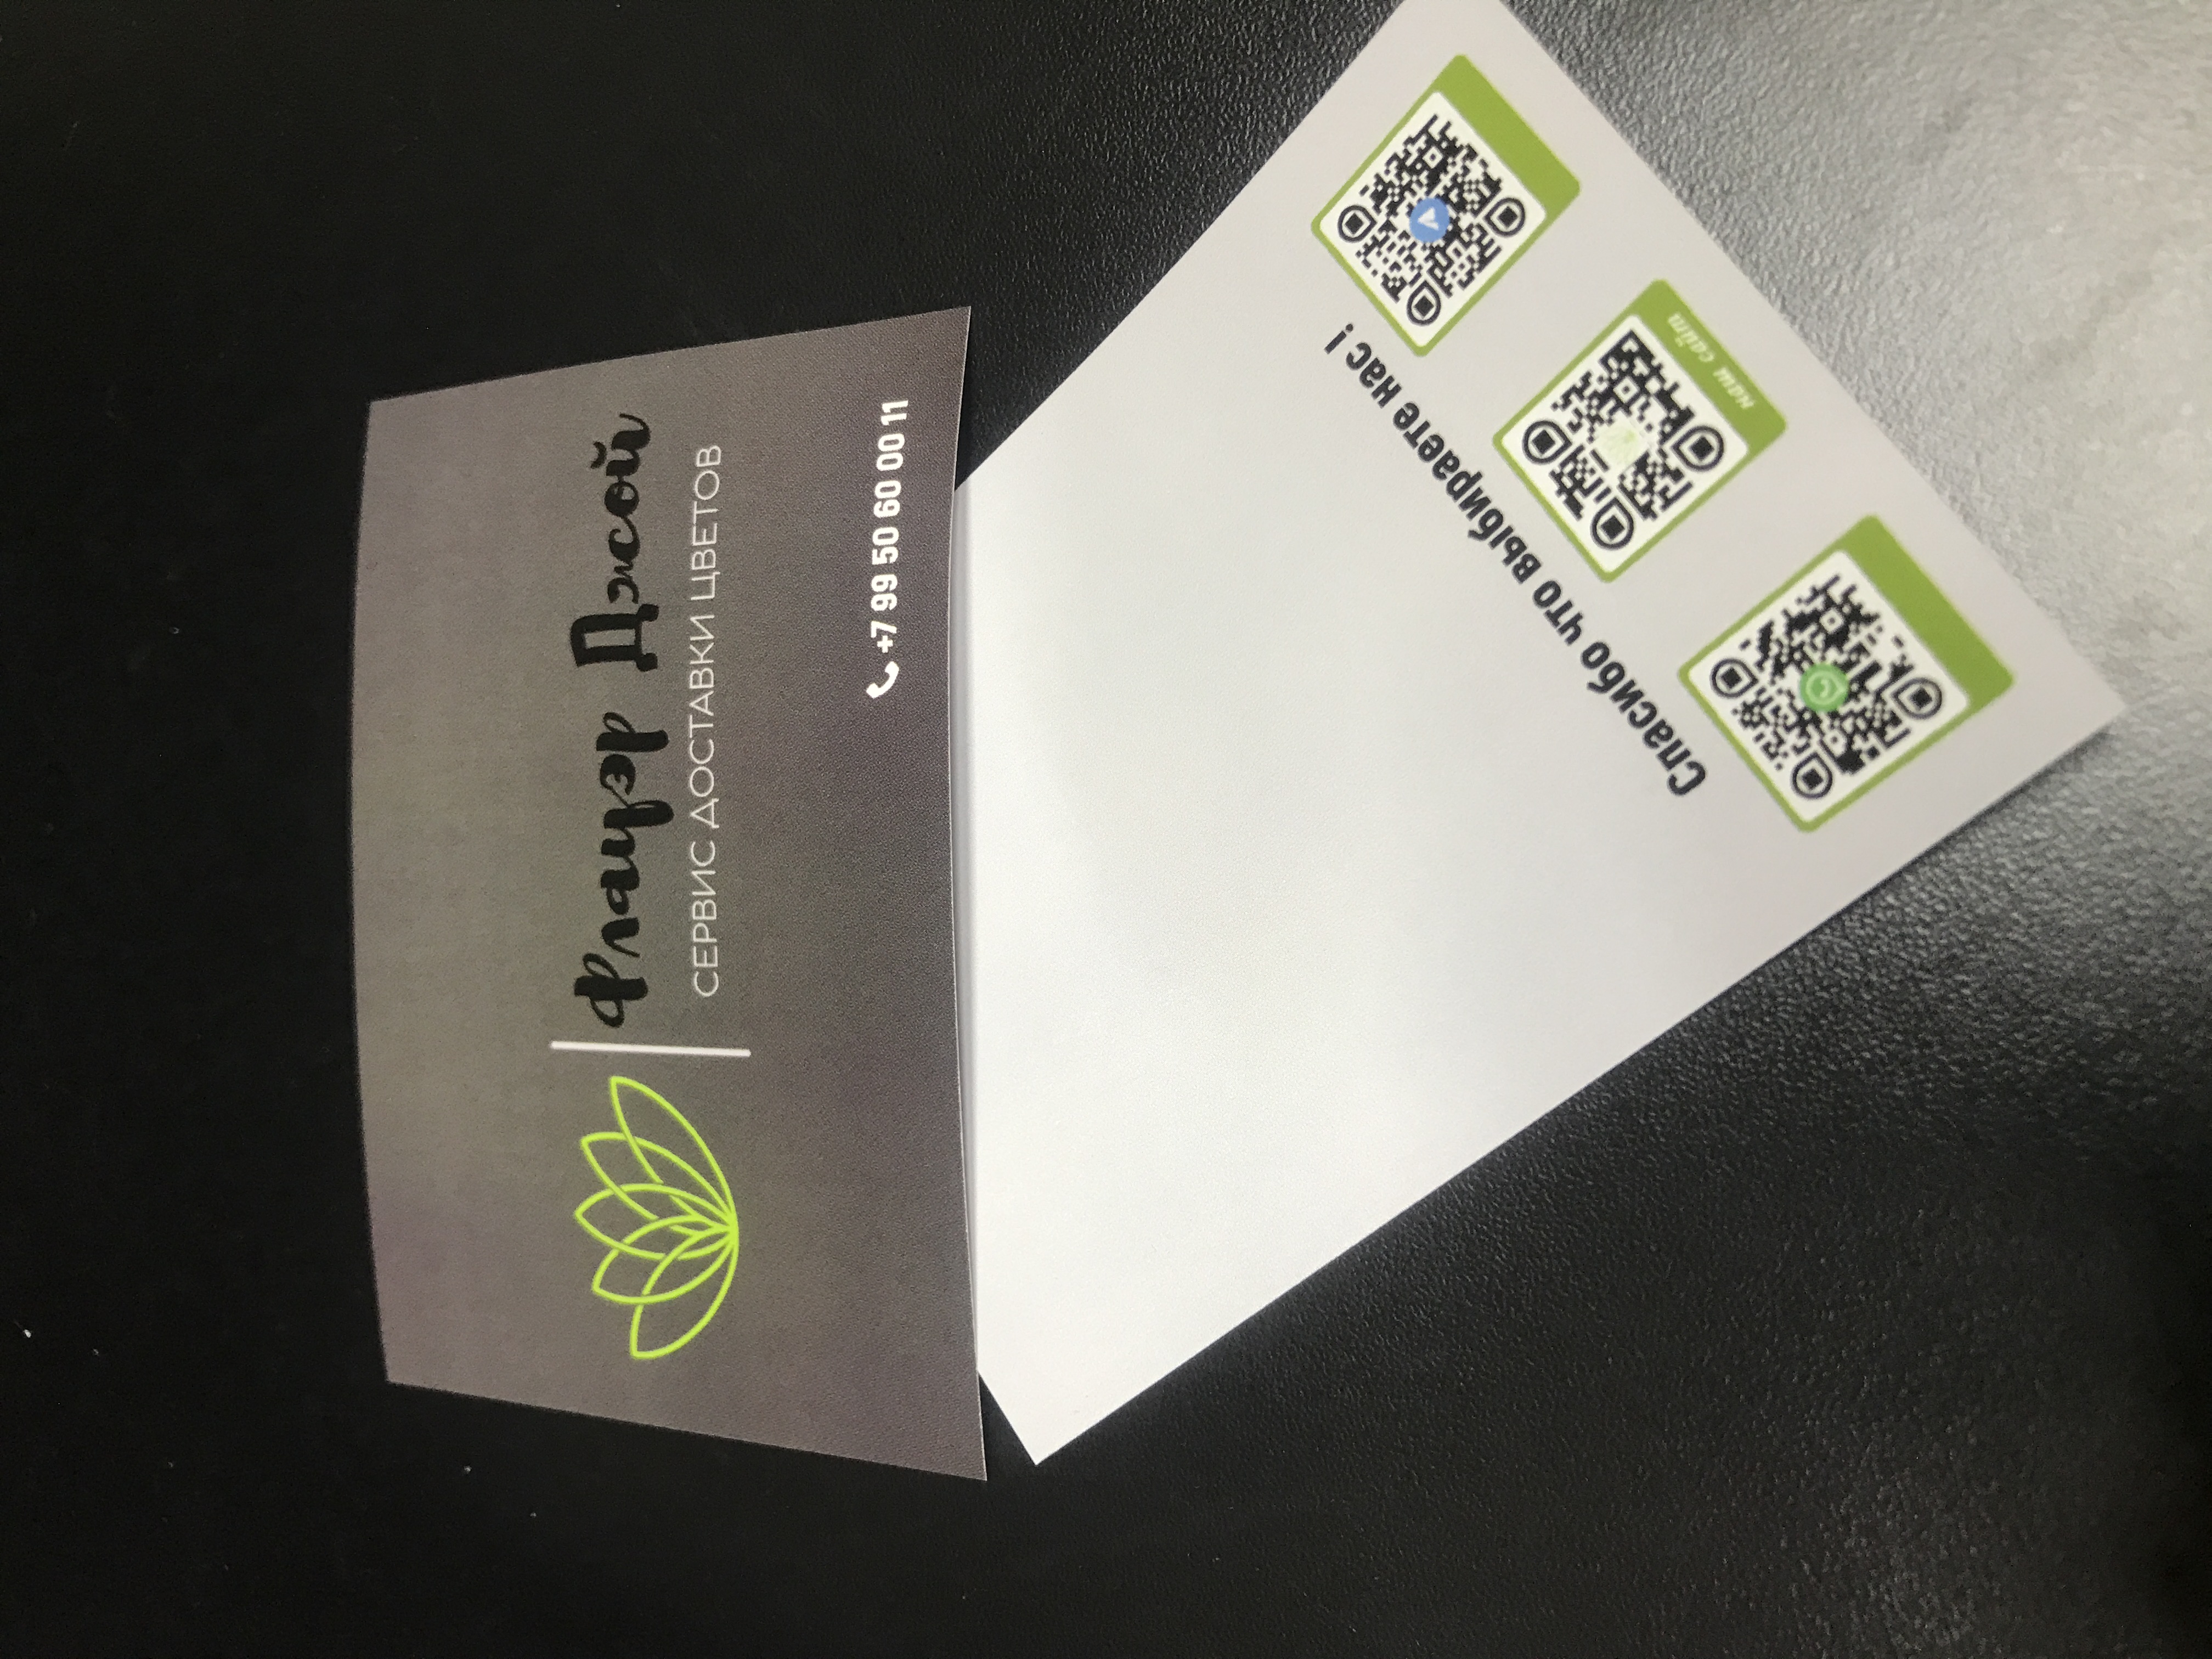 Флауэр Джой
СЕРВИС ДОСТАВКИ ЦВЕТОВ
+7 99 50 60 00 11
Спасибо что выбираете нас !
наш сайт